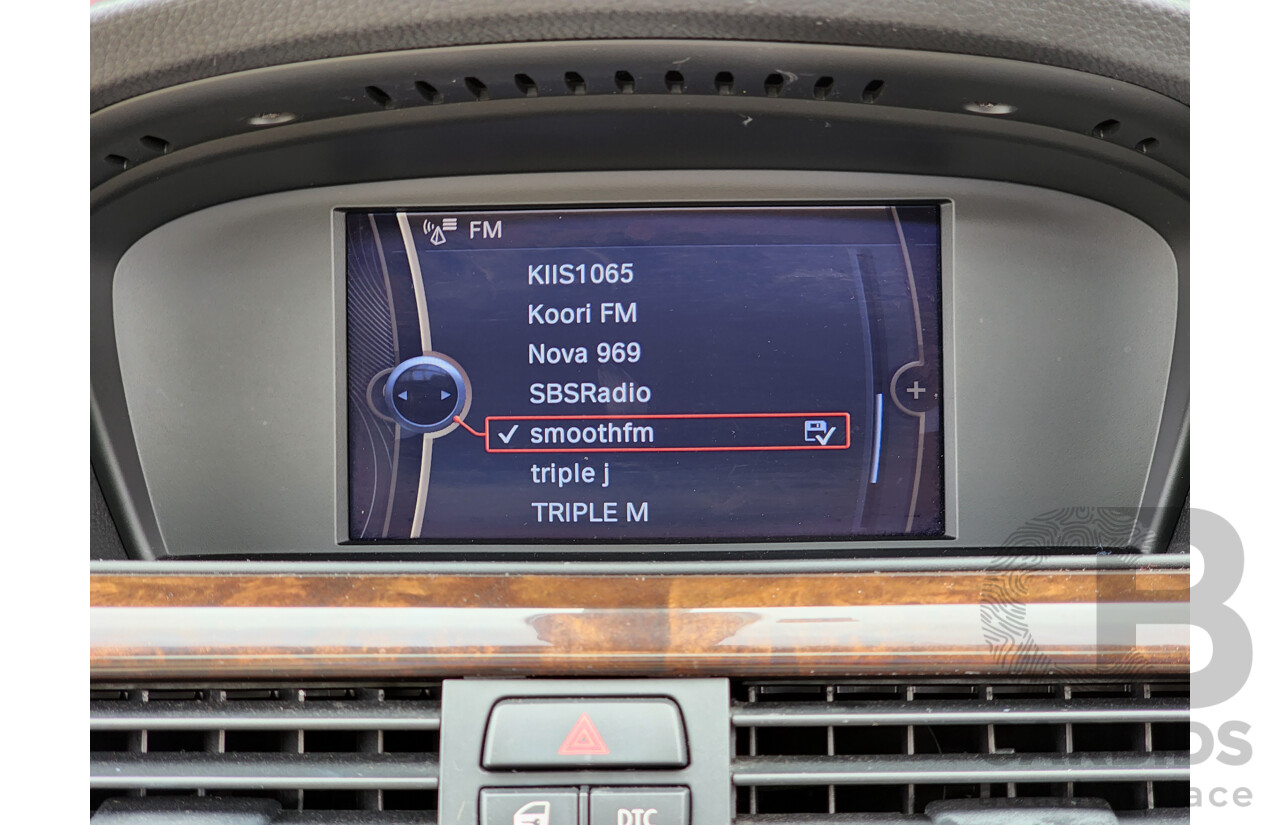 FM
KIIS1065
Koori FM
Nova 969
SBSRadio
smoothfm
triple j
TRIPLE M
DTC